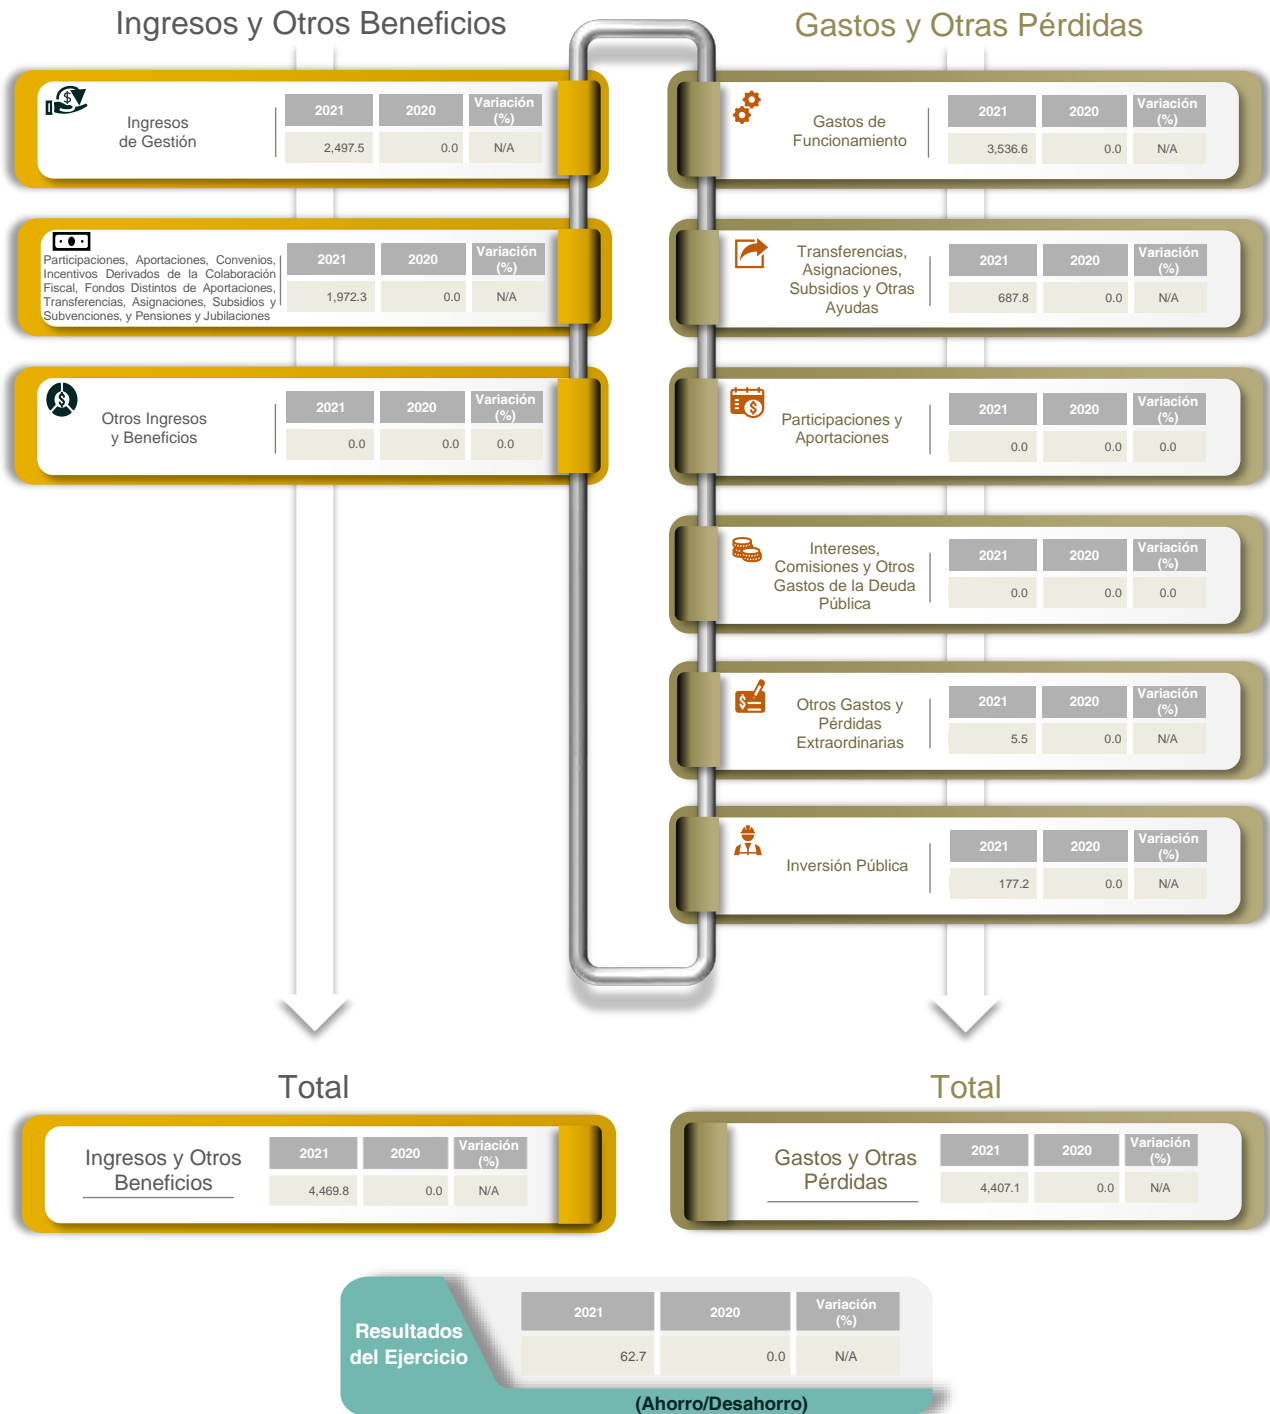 Ingresos y Otros Beneficios
Ingresos
de Gestión
2021 2020 Variación
(%)
2,497.5 0.0 N/A
Participaciones, Aportaciones, Convenios,
Incentivos Derivados de la Colaboración
Fiscal, Fondos Distintos de Aportaciones,
Transferencias, Asignaciones, Subsidios y
Subvenciones, y Pensiones y Jubilaciones
2021 2020 Variación
(%)
1,972.3 0.0 N/A
Otros Ingresos
y Beneficios
2021 2020 Variación
(%)
0.0 0.0 0.0
Gastos y Otras Pérdidas
Gastos de
Funcionamiento
2021 2020 Variación
(%)
3,536.6 0.0 N/A
Transferencias,
Asignaciones,
Subsidios y Otras
Ayudas
2021 2020 Variación
(%)
687.8 0.0 N/A
Participaciones y
Aportaciones
2021 2020 Variación
(%)
0.0 0.0 0.0
Intereses,
Comisiones y Otros
Gastos de la Deuda
Pública
2021 2020 Variación
(%)
0.0 0.0 0.0
Otros Gastos y
Pérdidas
Extraordinarias
2021 2020 Variación
(%)
5.5 0.0 N/A
Inversión Pública
2021 2020 Variación
(%)
177.2 0.0 N/A
Total
Ingresos y Otros
Beneficios
2021 2020 Variación
(%)
4,469.8 0.0 N/A
Total
Gastos y Otras
Pérdidas
2021 2020 Variación
(%)
4,407.1 0.0 N/A
Resultados
del Ejercicio
2021 2020 Variación
(%)
62.7 0.0 N/A
(Ahorro/Desahorro)